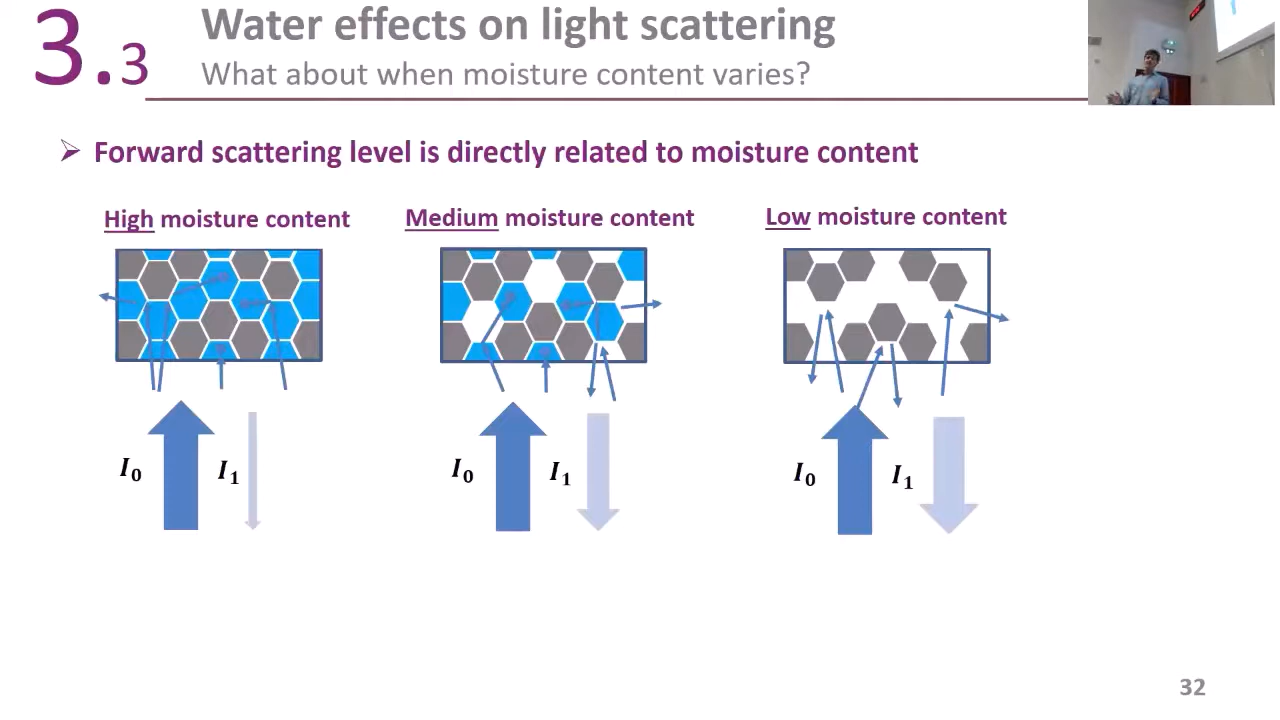 3.3
Water effects on light scattering
What about when moisture content varies?
➢ Forward scattering level is directly related to moisture content
High moisture content
Medium moisture content
Low moisture content
I₀ I₁
I₀ I₁
I₀ I₁
32